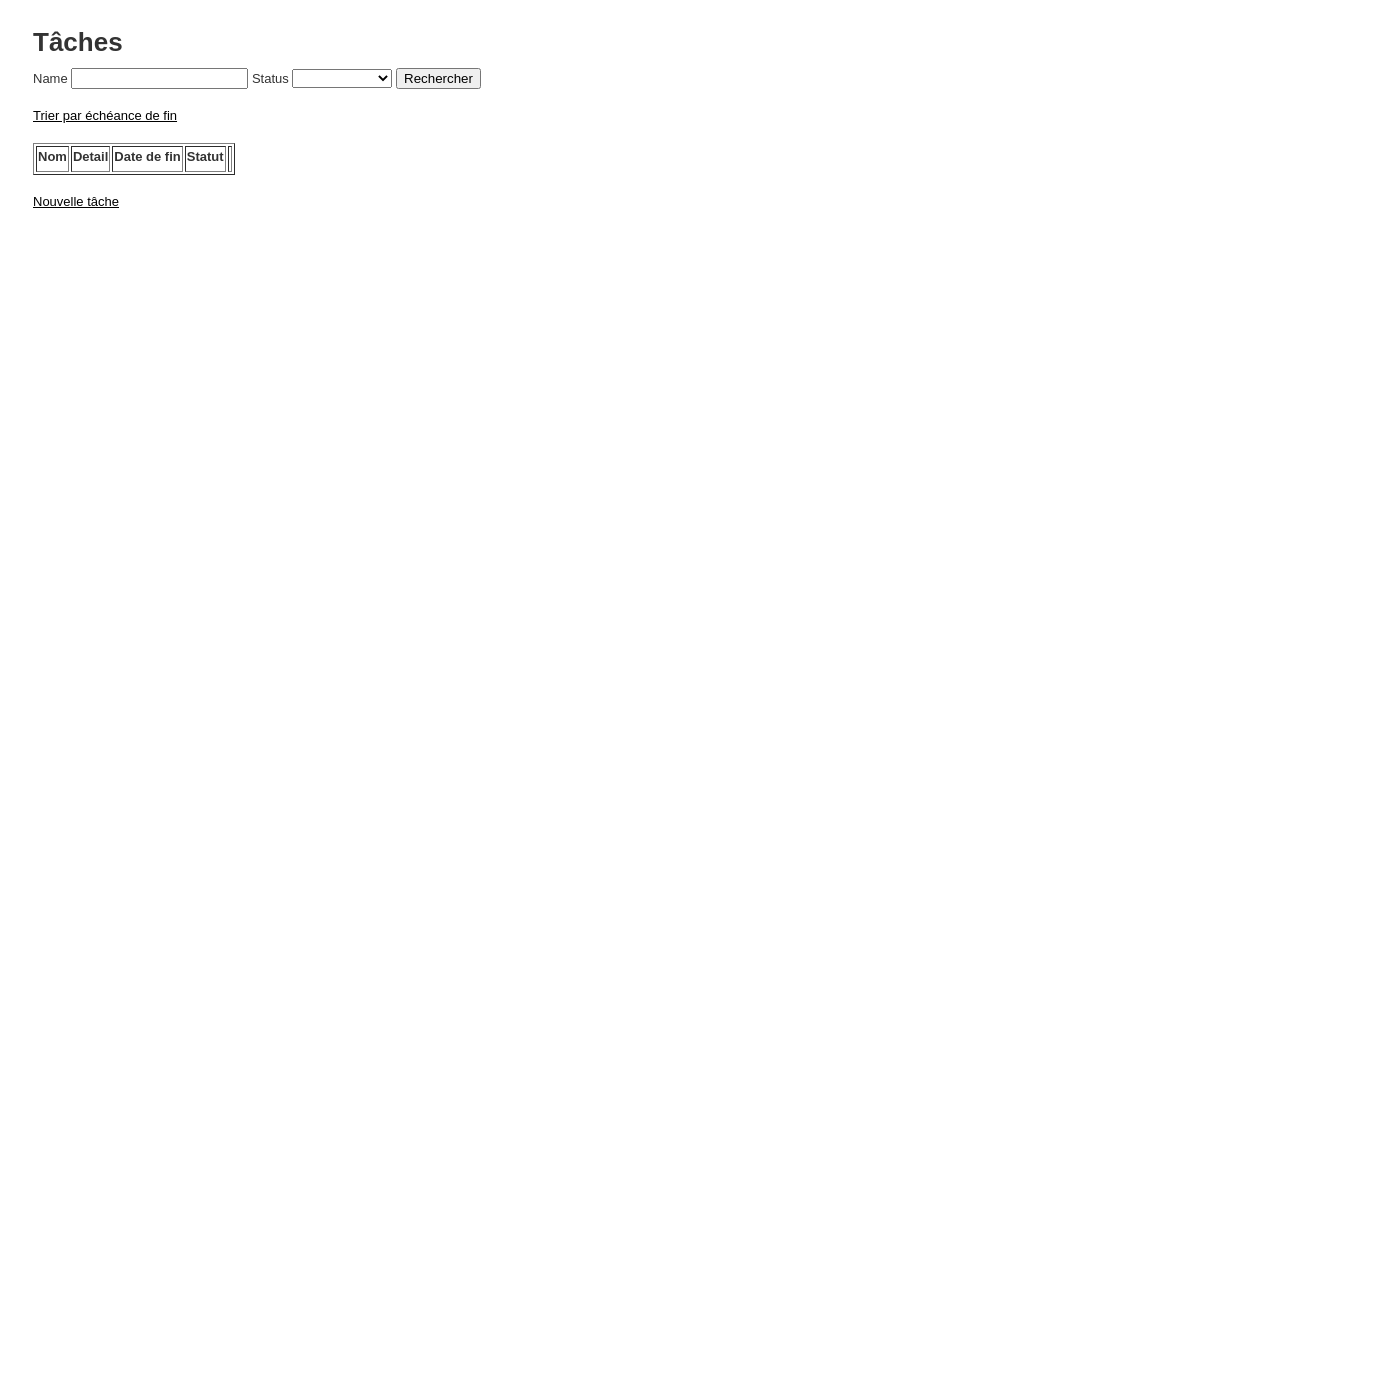 Tâches
Name Status Rechercher
Trier par échéance de fin
Nom Detail Date de fin Statut
Nouvelle tâche